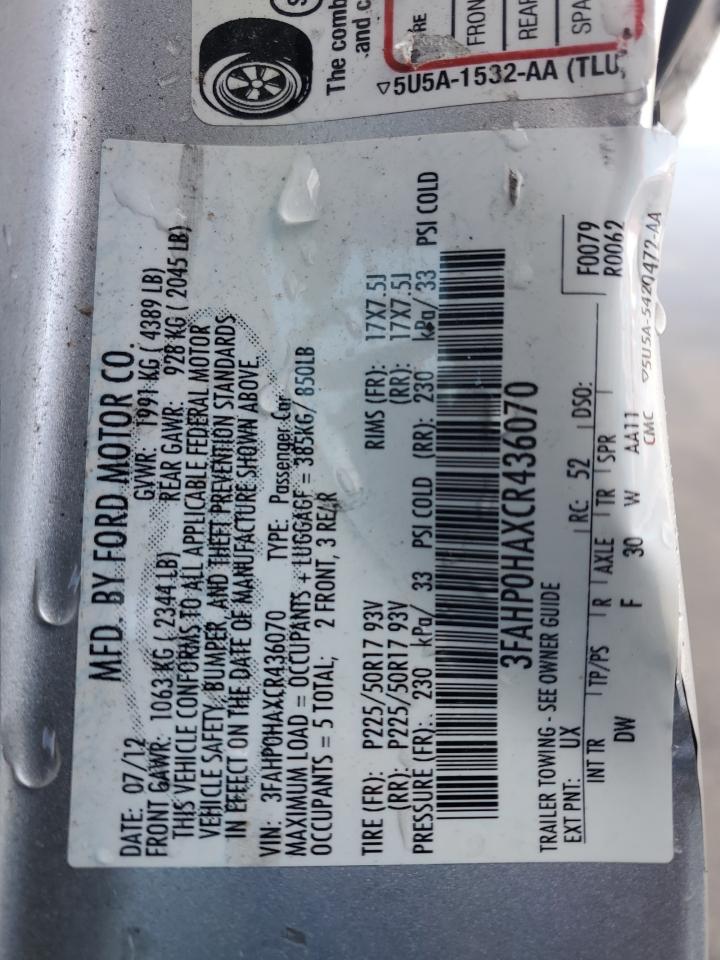 The comb
and c
RE
FRON
REAR
SPA
▽5U5A-1532-AA (TLU)
MFD. BY FORD MOTOR CO.
DATE: 07/12 GVWR: 1991 KG ( 4389 LB)
FRONT GAWR: 1063 KG ( 2344 LB) REAR GAWR: 928 KG ( 2045 LB)
THIS VEHICLE CONFORMS TO ALL APPLICABLE FEDERAL MOTOR
VEHICLE SAFETY, BUMPER, AND THEFT PREVENTION STANDARDS
IN EFFECT ON THE DATE OF MANUFACTURE SHOWN ABOVE.
VIN: 3FAHP0HAXCR436070 TYPE: Passenger Car
MAXIMUM LOAD = OCCUPANTS + LUGGAGE = 385KG/ 850LB
OCCUPANTS = 5 TOTAL; 2 FRONT, 3 REAR
TIRE (FR): P225/50R17 93V RIMS (FR): 17X7.5J
(RR): P225/50R17 93V (RR): 17X7.5J
PRESSURE (FR): 230 kPa/ 33 PSI COLD (RR): 230 kPa/ 33 PSI COLD
3FAHP0HAXCR436070
TRAILER TOWING - SEE OWNER GUIDE
EXT PNT: UX RC: 52 DSO: F0079
R0062
INT TR TP/PS R AXLE TR SPR
DW F 30 W AA11
CMC ▽5U5A-5420472-AA